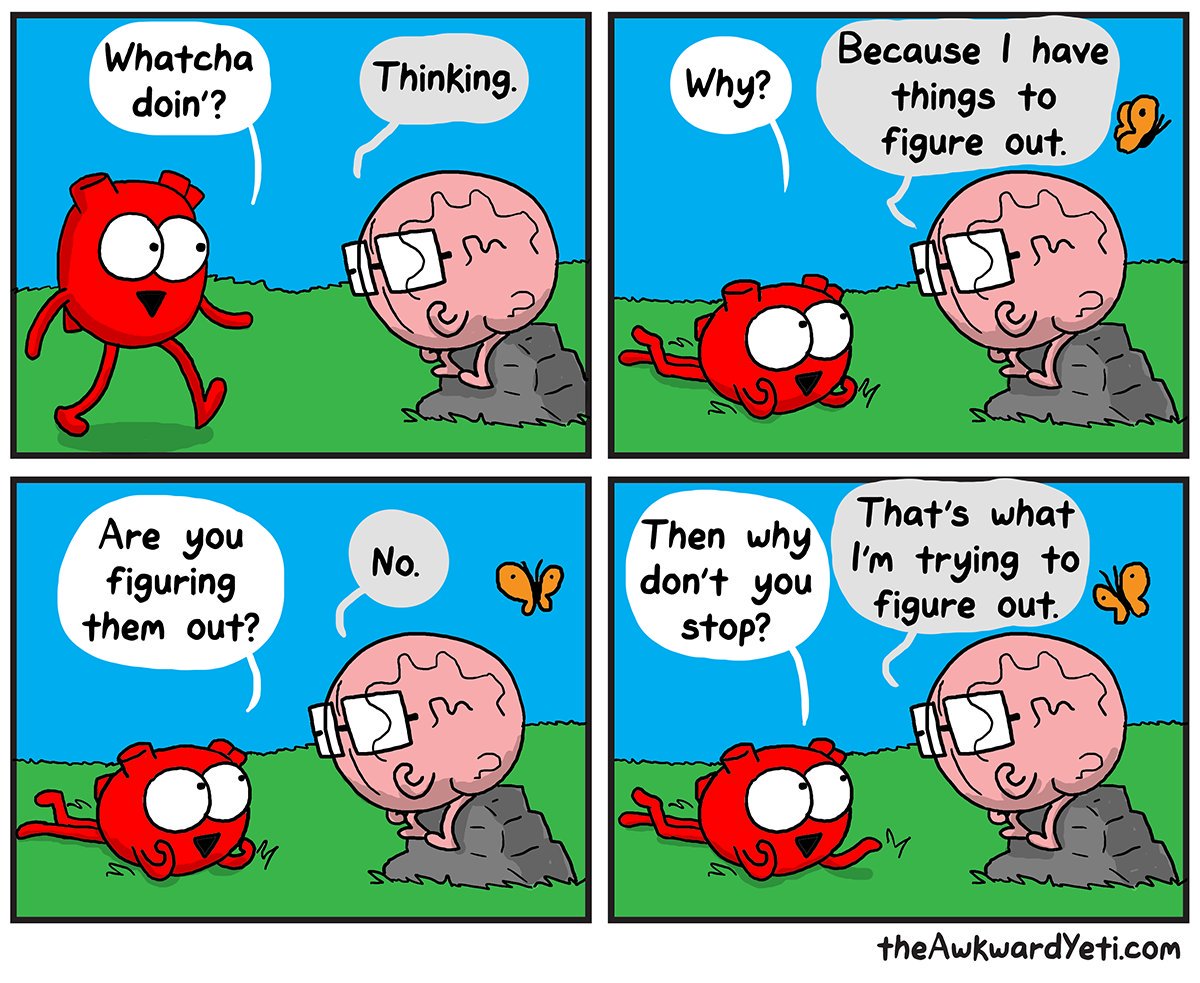 Whatcha
doin'?
Thinking.
Why?
Because I have
things to
figure out.
Are you
figuring
them out?
No.
Then why
don't you
stop?
That's what
I'm trying to
figure out.
theAwkwardYeti.com